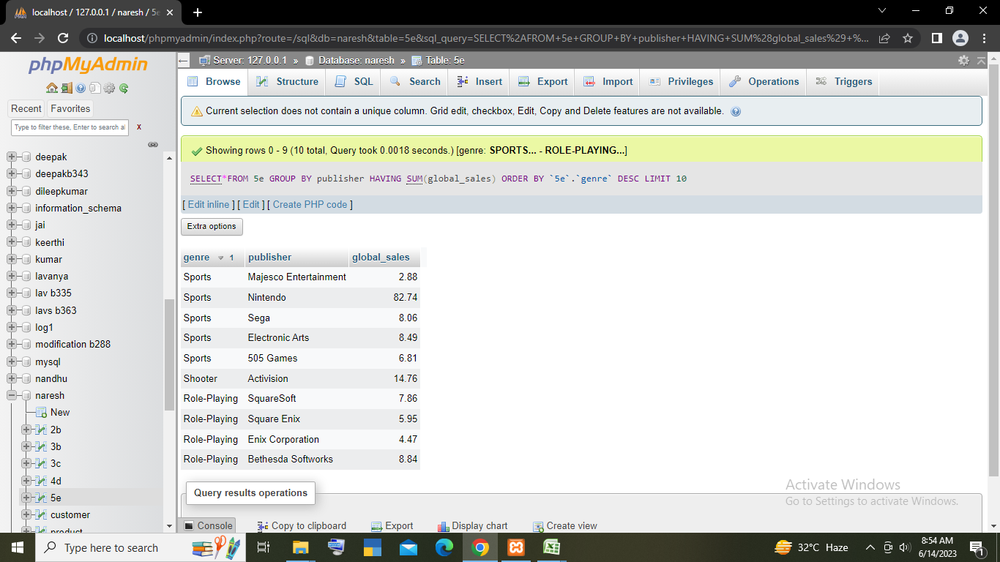 localhost / 127.0.0.1 / naresh / 5e
localhost/phpmyadmin/index.php?route=/sql&db=naresh&table=5e&sql_query=SELECT%2AFROM+5e+GROUP+BY+publisher+HAVING+SUM%28global_sales%29+%...
phpMyAdmin
Recent Favorites
Type to filter these, Enter to search al X
deepak
deepakb343
dileepkumar
information_schema
jai
keerthi
kumar
lavanya
lav b335
lavs b363
log1
modification b288
mysql
nandhu
naresh
New
2b
3b
3c
4d
5e
customer
product
Server: 127.0.0.1 » Database: naresh » Table: 5e
Browse Structure SQL Search Insert Export Import Privileges Operations Triggers
Current selection does not contain a unique column. Grid edit, checkbox, Edit, Copy and Delete features are not available.
Showing rows 0 - 9 (10 total, Query took 0.0018 seconds.) [genre: SPORTS... - ROLE-PLAYING...]
SELECT*FROM 5e GROUP BY publisher HAVING SUM(global_sales) ORDER BY `5e`.`genre` DESC LIMIT 10
[ Edit inline ] [ Edit ] [ Create PHP code ]
Extra options
genre 1 publisher global_sales
Sports Majesco Entertainment 2.88
Sports Nintendo 82.74
Sports Sega 8.06
Sports Electronic Arts 8.49
Sports 505 Games 6.81
Shooter Activision 14.76
Role-Playing SquareSoft 7.86
Role-Playing Square Enix 5.95
Role-Playing Enix Corporation 4.47
Role-Playing Bethesda Softworks 8.84
Query results operations
Console Copy to clipboard Export Display chart Create view
Activate Windows
Go to Settings to activate Windows.
Type here to search
32°C Haze
8:54 AM
6/14/2023
1